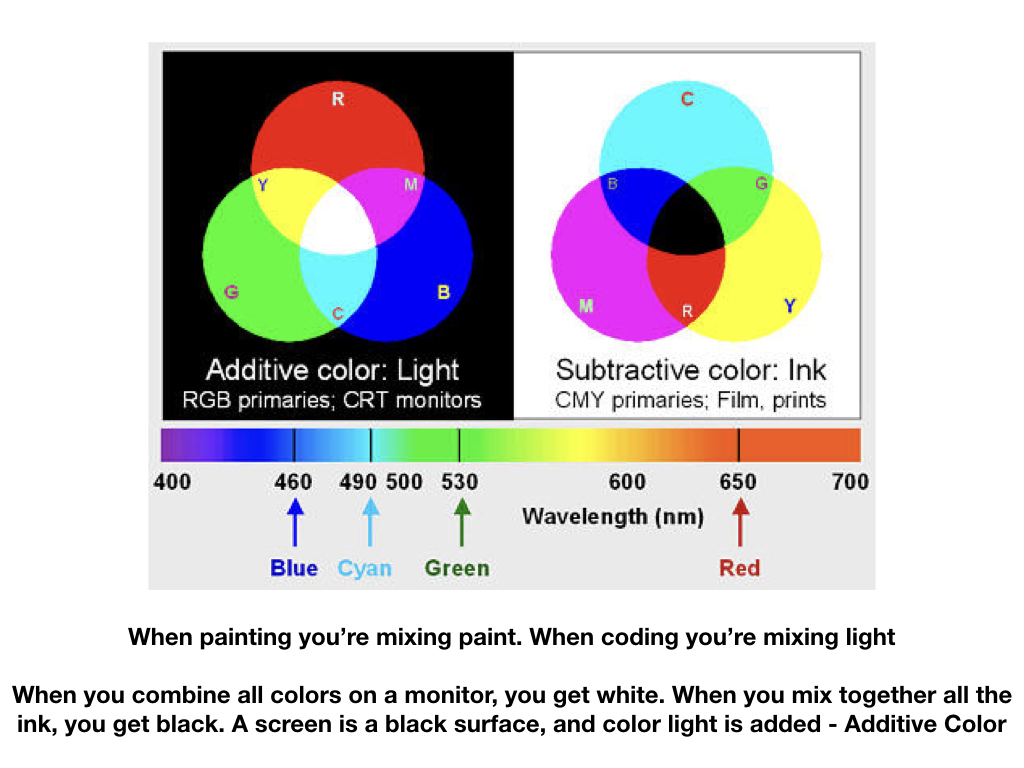 R
Y
M
G
B
C
Additive color: Light
RGB primaries; CRT monitors
C
B
G
M
Y
R
Subtractive color: Ink
CMY primaries; Film, prints
400 460 490 500 530 600 650 700
Wavelength (nm)
Blue Cyan Green Red
When painting you’re mixing paint. When coding you’re mixing light
When you combine all colors on a monitor, you get white. When you mix together all the
ink, you get black. A screen is a black surface, and color light is added - Additive Color